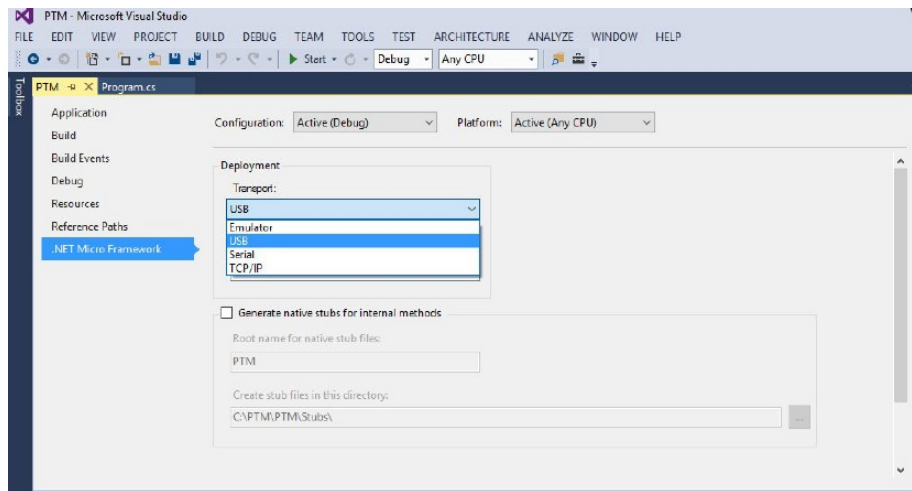 PTM - Microsoft Visual Studio
FILE EDIT VIEW PROJECT BUILD DEBUG TEAM TOOLS TEST ARCHITECTURE ANALYZE WINDOW HELP
Start Debug Any CPU
Toolbox
PTM Program.cs
Application
Configuration: Active (Debug) Platform: Active (Any CPU)
Build
Build Events
Debug
Resources
Reference Paths
.NET Micro Framework
Deployment
Transport:
USB
Emulator
USB
Serial
TCP/IP
Generate native stubs for internal methods
Root name for native stub files:
PTM
Create stub files in this directory:
C:\PTM\PTM\Stubs\
...